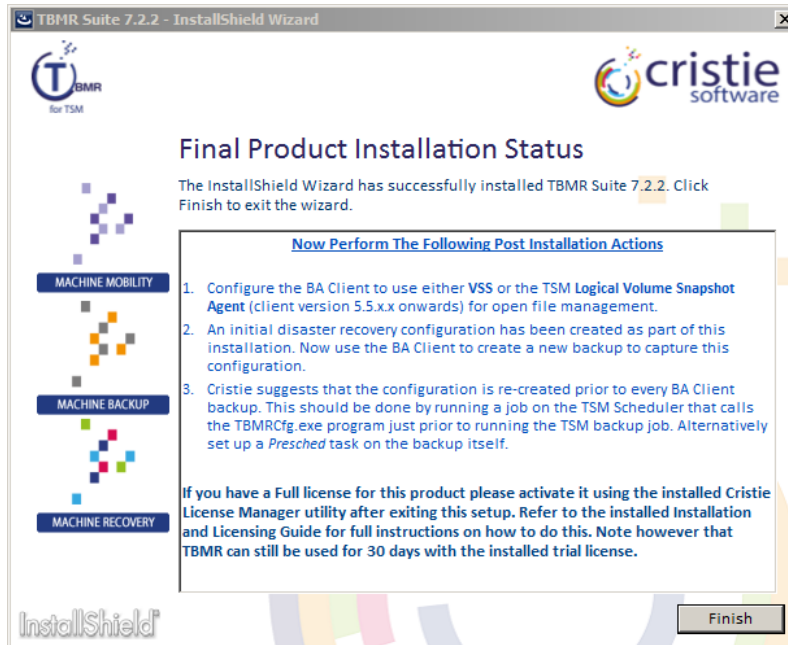 TBMR Suite 7.2.2 - InstallShield Wizard
T BMR
for TSM
cristie
software
Final Product Installation Status
The InstallShield Wizard has successfully installed TBMR Suite 7.2.2. Click
Finish to exit the wizard.
Now Perform The Following Post Installation Actions
1. Configure the BA Client to use either VSS or the TSM Logical Volume Snapshot
Agent (client version 5.5.x.x onwards) for open file management.
2. An initial disaster recovery configuration has been created as part of this
installation. Now use the BA Client to create a new backup to capture this
configuration.
3. Cristie suggests that the configuration is re-created prior to every BA Client
backup. This should be done by running a job on the TSM Scheduler that calls
the TBMRCfg.exe program just prior to running the TSM backup job. Alternatively
set up a Presched task on the backup itself.
If you have a Full license for this product please activate it using the installed Cristie
License Manager utility after exiting this setup. Refer to the installed Installation
and Licensing Guide for full instructions on how to do this. Note however that
TBMR can still be used for 30 days with the installed trial license.
MACHINE MOBILITY
MACHINE BACKUP
MACHINE RECOVERY
InstallShield
Finish